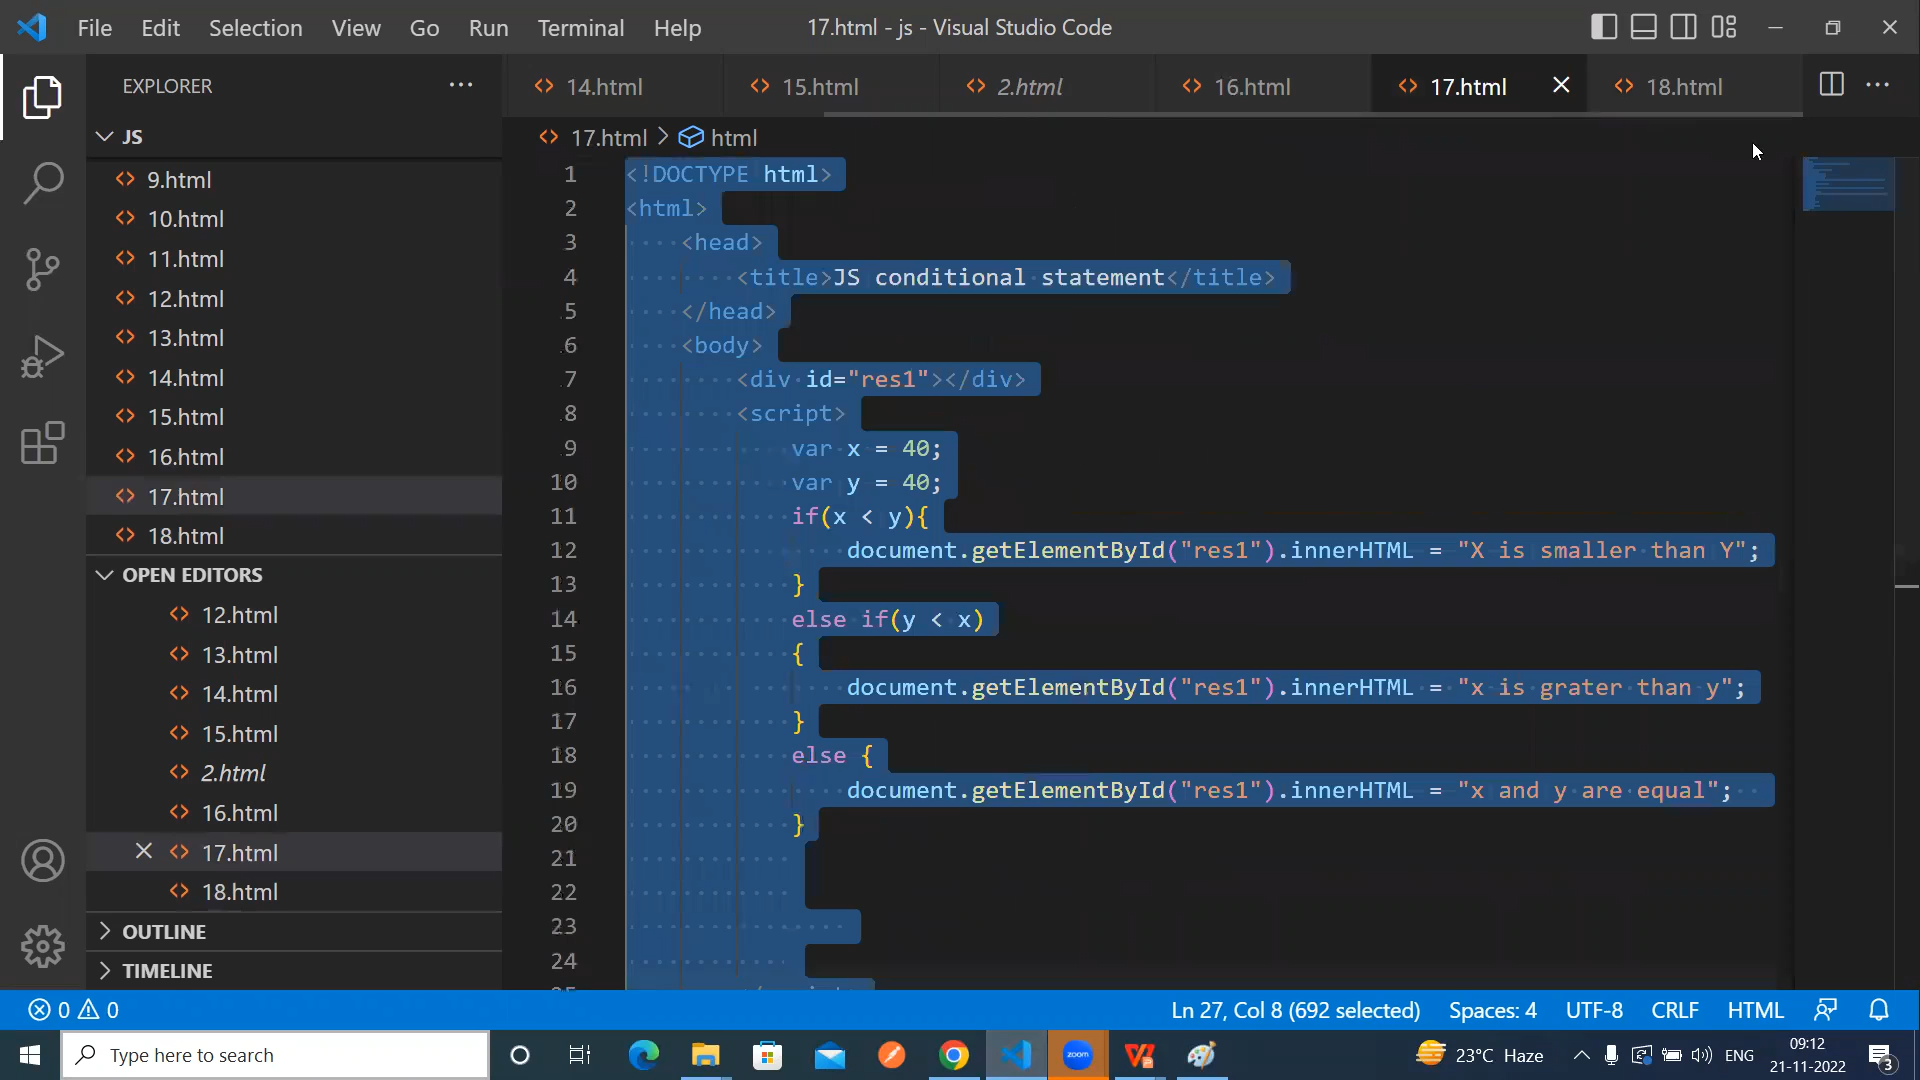 File Edit Selection View Go Run Terminal Help 17.html - js - Visual Studio Code
EXPLORER
14.html 15.html 2.html 16.html 17.html 18.html
JS
17.html html
9.html
10.html
11.html
12.html
13.html
14.html
15.html
16.html
17.html
18.html
OPEN EDITORS
12.html
13.html
14.html
15.html
2.html
16.html
17.html
18.html
OUTLINE
TIMELINE
1 <!DOCTYPE html>
2 <html>
3 <head>
4 <title>JS conditional statement</title>
5 </head>
6 <body>
7 <div id="res1"></div>
8 <script>
9 var x = 40;
10 var y = 40;
11 if(x < y){
12 document.getElementById("res1").innerHTML = "X is smaller than Y";
13 }
14 else if(y < x)
15 {
16 document.getElementById("res1").innerHTML = "x is grater than y";
17 }
18 else {
19 document.getElementById("res1").innerHTML = "x and y are equal";
20 }
21
22
23
24
0 0 Ln 27, Col 8 (692 selected) Spaces: 4 UTF-8 CRLF HTML
Type here to search zoom 23°C Haze ENG 09:12
21-11-2022 3